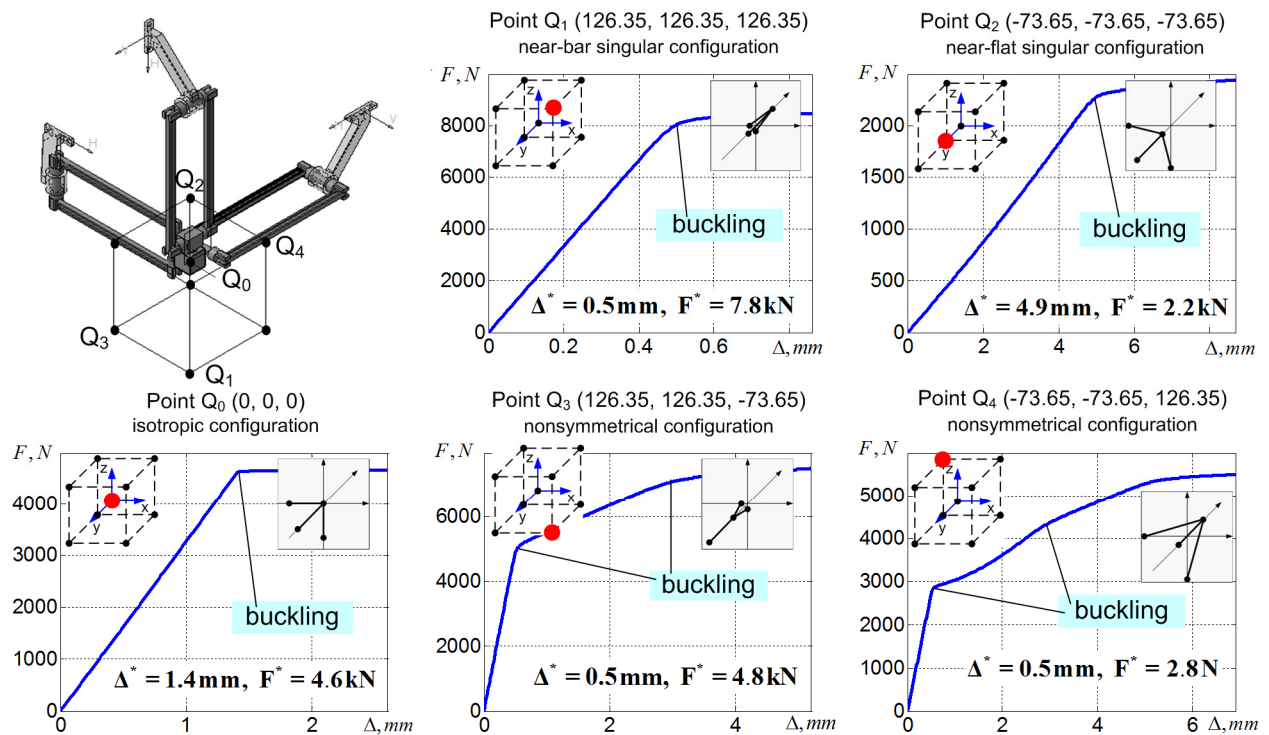 Point Q₁ (126.35, 126.35, 126.35)
near-bar singular configuration
F, N
8000
6000
4000
2000
0
z
x
y
buckling
Δ* = 0.5mm, F* = 7.8kN
0 0.2 0.4 0.6 Δ, mm
Point Q₂ (-73.65, -73.65, -73.65)
near-flat singular configuration
F, N
2000
1500
1000
500
0
z
x
y
buckling
Δ* = 4.9mm, F* = 2.2kN
0 2 4 6 Δ, mm
H
H
Q₂
Q₄
Q₀
Q₃
Q₁
Point Q₀ (0, 0, 0)
isotropic configuration
F, N
4000
3000
2000
1000
0
z
x
y
buckling
Δ* = 1.4mm, F* = 4.6kN
0 1 2 Δ, mm
Point Q₃ (126.35, 126.35, -73.65)
nonsymmetrical configuration
F, N
6000
4000
2000
0
z
x
y
buckling
Δ* = 0.5mm, F* = 4.8kN
0 2 4 Δ, mm
Point Q₄ (-73.65, -73.65, 126.35)
nonsymmetrical configuration
F, N
5000
4000
3000
2000
1000
0
z
x
y
buckling
Δ* = 0.5mm, F* = 2.8N
0 2 4 6 Δ, mm